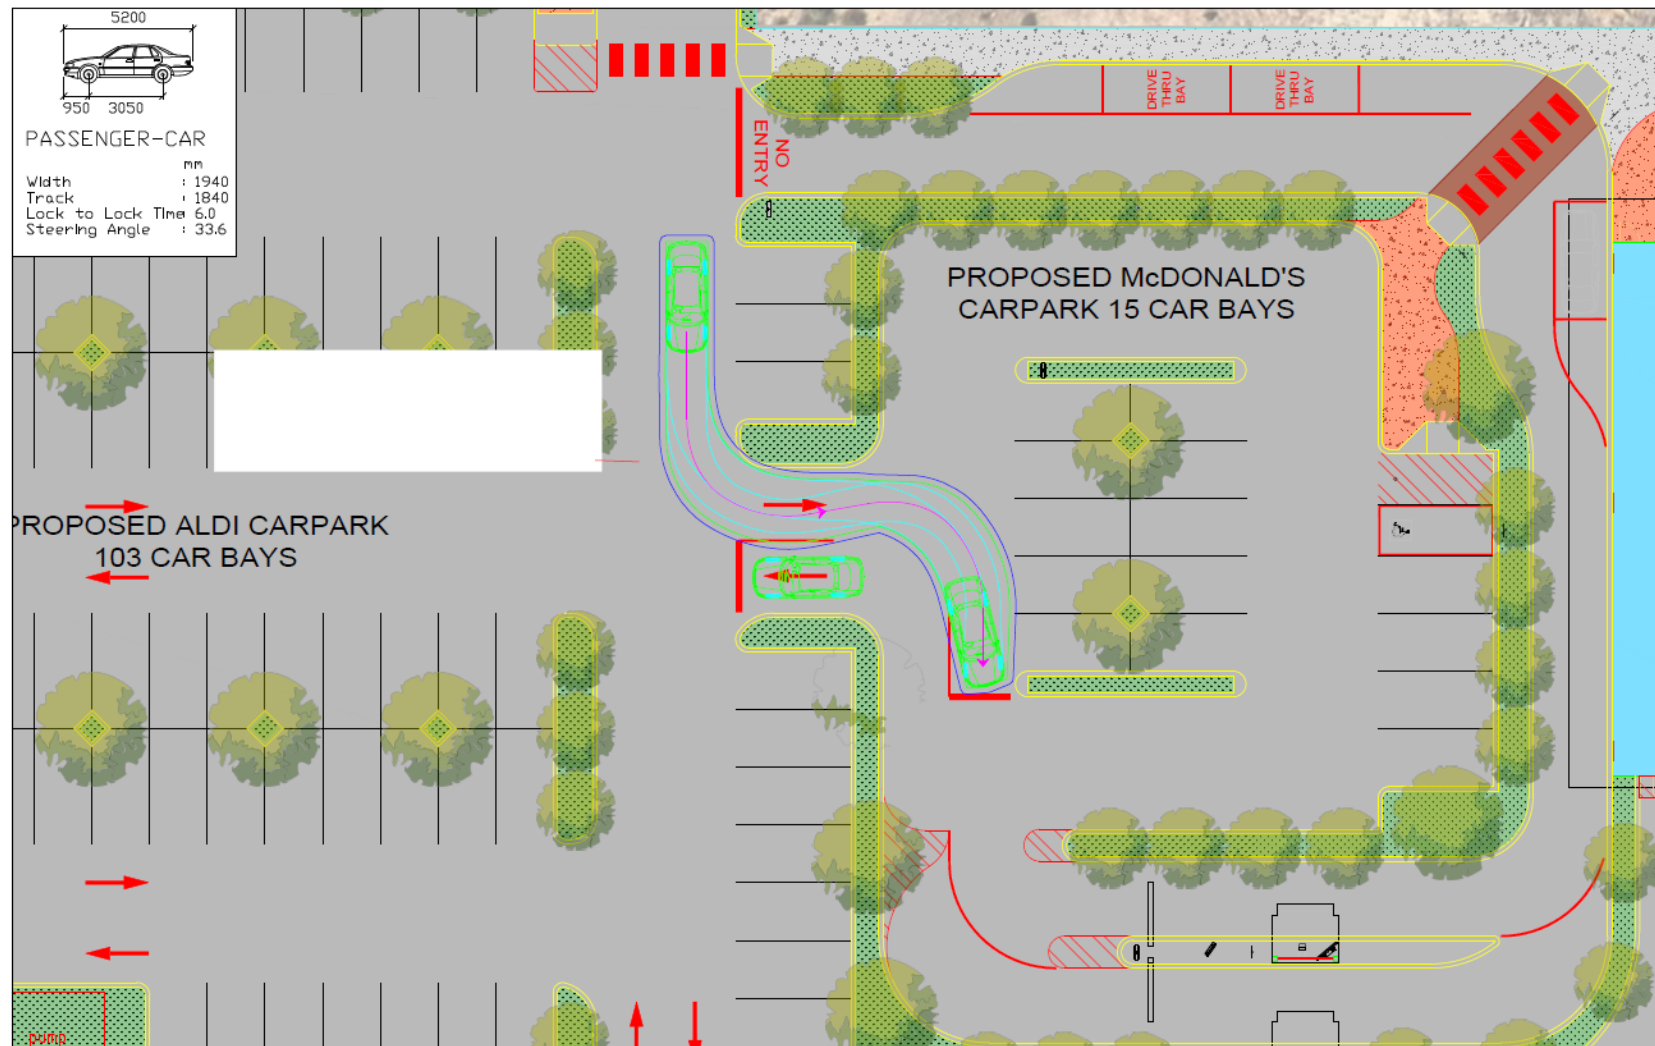 5200
950 3050
PASSENGER-CAR
mm
Width : 1940
Track : 1840
Lock to Lock Time : 6.0
Steering Angle : 33.6
NO
ENTRY
DRIVE
THRU
BAY
DRIVE
THRU
BAY
PROPOSED McDONALD'S
CARPARK 15 CAR BAYS
PROPOSED ALDI CARPARK
103 CAR BAYS
pump